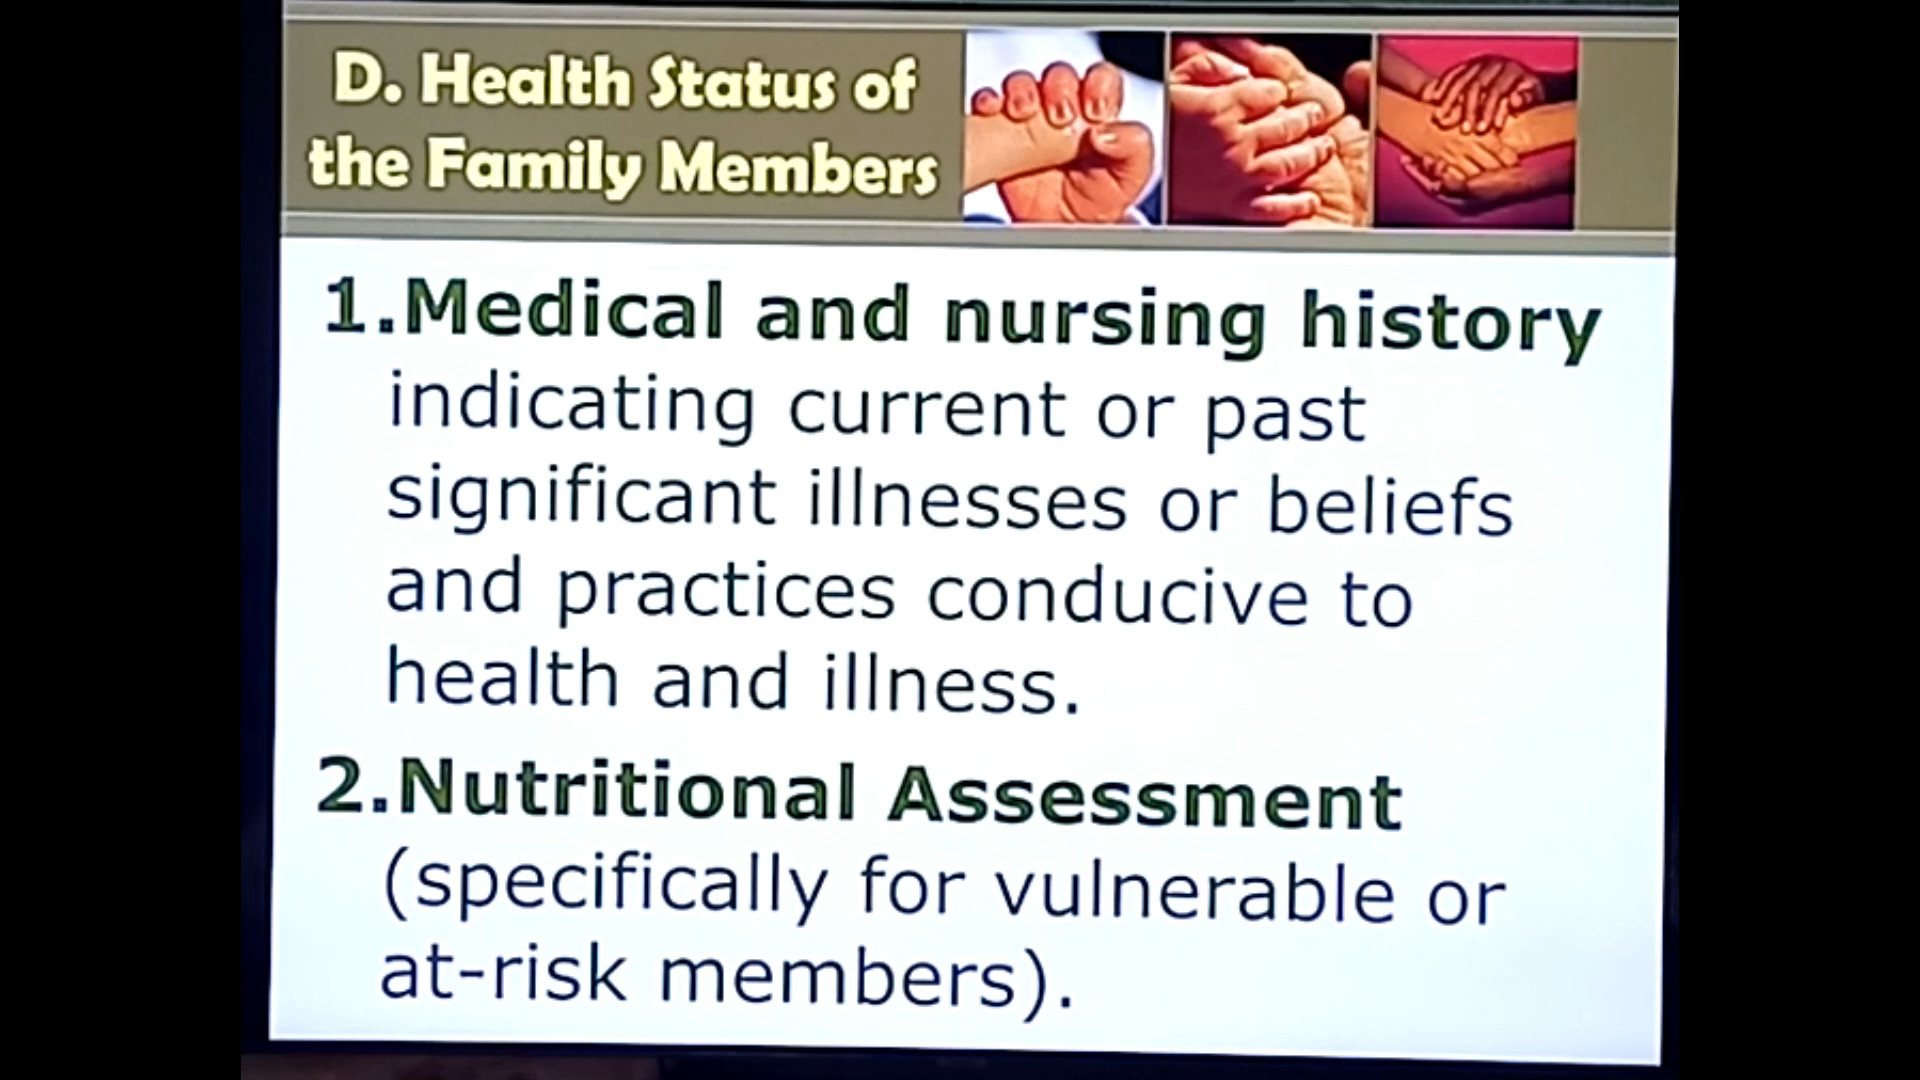 D. Health Status of
the Family Members
1.Medical and nursing history
indicating current or past
significant illnesses or beliefs
and practices conducive to
health and illness.
2.Nutritional Assessment
(specifically for vulnerable or
at-risk members).